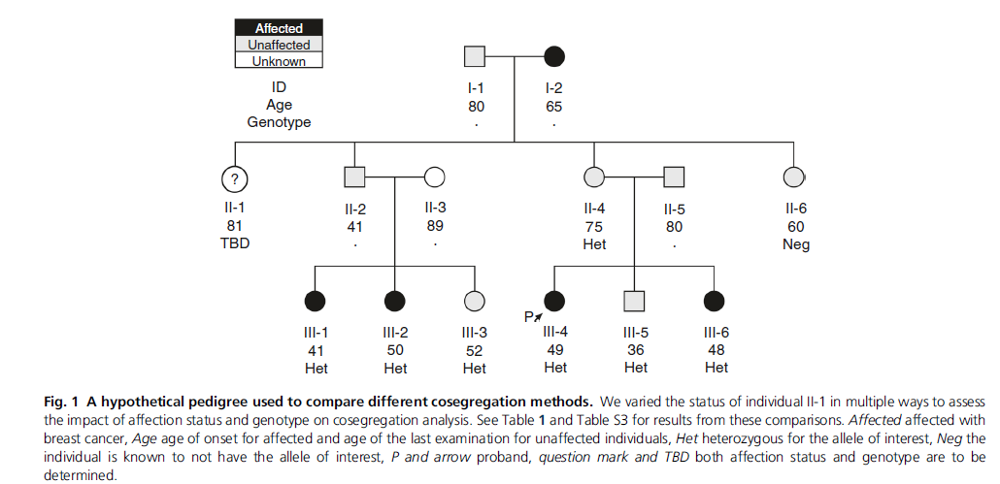 Affected
Unaffected
Unknown
ID
Age
Genotype
I-1
80
.
I-2
65
.
?
II-1
81
TBD
II-2
41
.
II-3
89
.
II-4
75
Het
II-5
80
.
II-6
60
Neg
III-1
41
Het
III-2
50
Het
III-3
52
Het
P
III-4
49
Het
III-5
36
Het
III-6
48
Het
Fig. 1 A hypothetical pedigree used to compare different cosegregation methods. We varied the status of individual II-1 in multiple ways to assess
the impact of affection status and genotype on cosegregation analysis. See Table 1 and Table S3 for results from these comparisons. Affected affected with
breast cancer, Age age of onset for affected and age of the last examination for unaffected individuals, Het heterozygous for the allele of interest, Neg the
individual is known to not have the allele of interest, P and arrow proband, question mark and TBD both affection status and genotype are to be
determined.